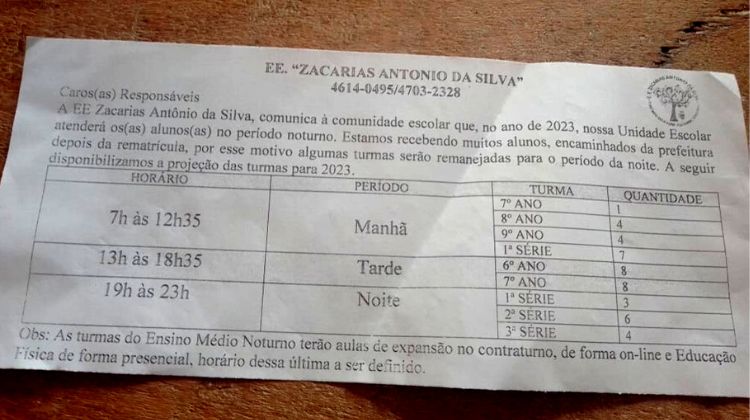 EE. "ZACARIAS ANTONIO DA SILVA"
4614-0495/4703-2328
Caros(as) Responsáveis
A EE Zacarias Antônio da Silva, comunica à comunidade escolar que, no ano de 2023, nossa Unidade Escolar
atenderá os(as) alunos(as) no período noturno. Estamos recebendo muitos alunos, encaminhados da prefeitura
depois da rematrícula, por esse motivo algumas turmas serão remanejadas para o período da noite. A seguir
disponibilizamos a projeção das turmas para 2023.
HORÁRIO PERÍODO TURMA QUANTIDADE
7h às 12h35 Manhã 7º ANO 1
8º ANO 4
9º ANO 4
1ª SÉRIE 7
13h às 18h35 Tarde 6º ANO 8
7º ANO 8
19h às 23h Noite 1ª SÉRIE 3
2ª SÉRIE 6
3ª SÉRIE 4
Obs: As turmas do Ensino Médio Noturno terão aulas de expansão no contraturno, de forma on-line e Educação
Física de forma presencial, horário dessa última a ser definido.